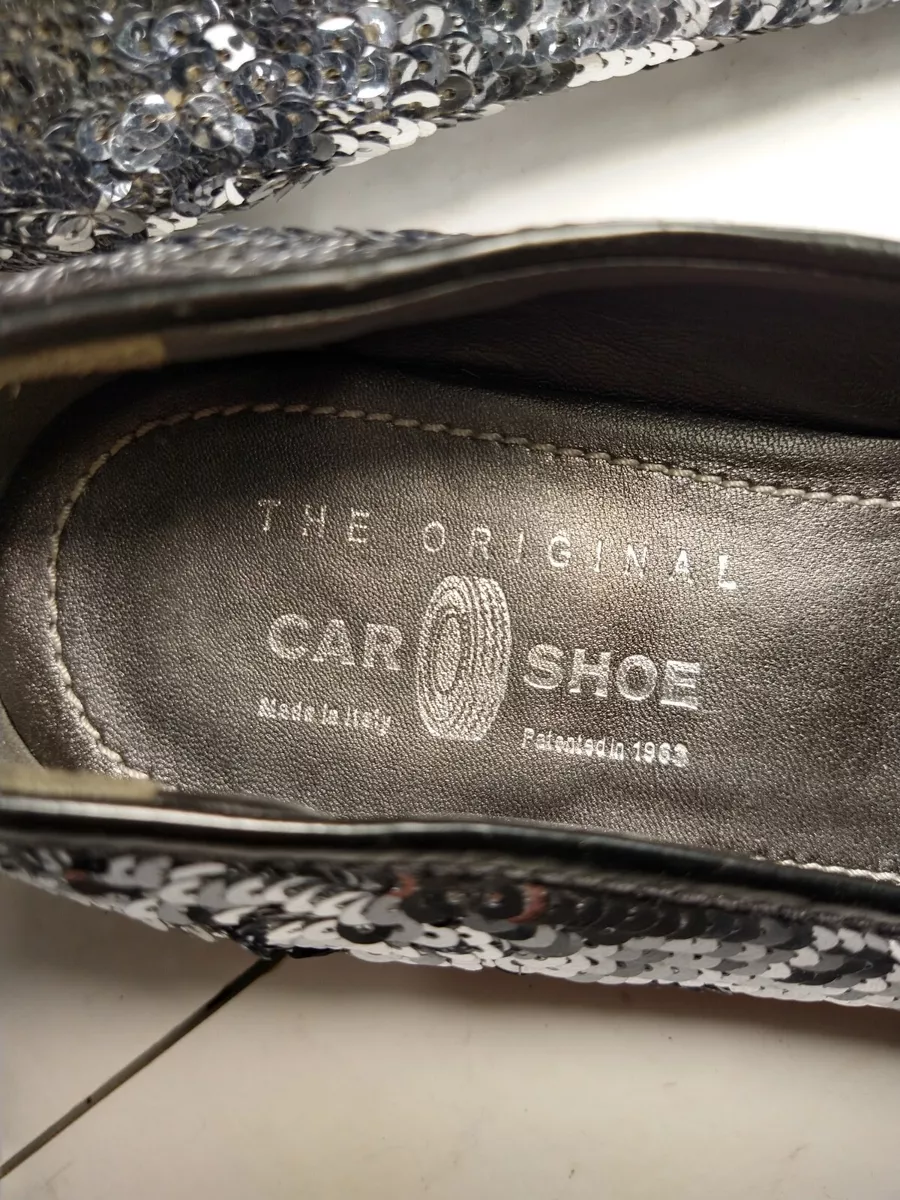 THE ORIGINAL
CAR SHOE
Made in Italy
Patented in 1963